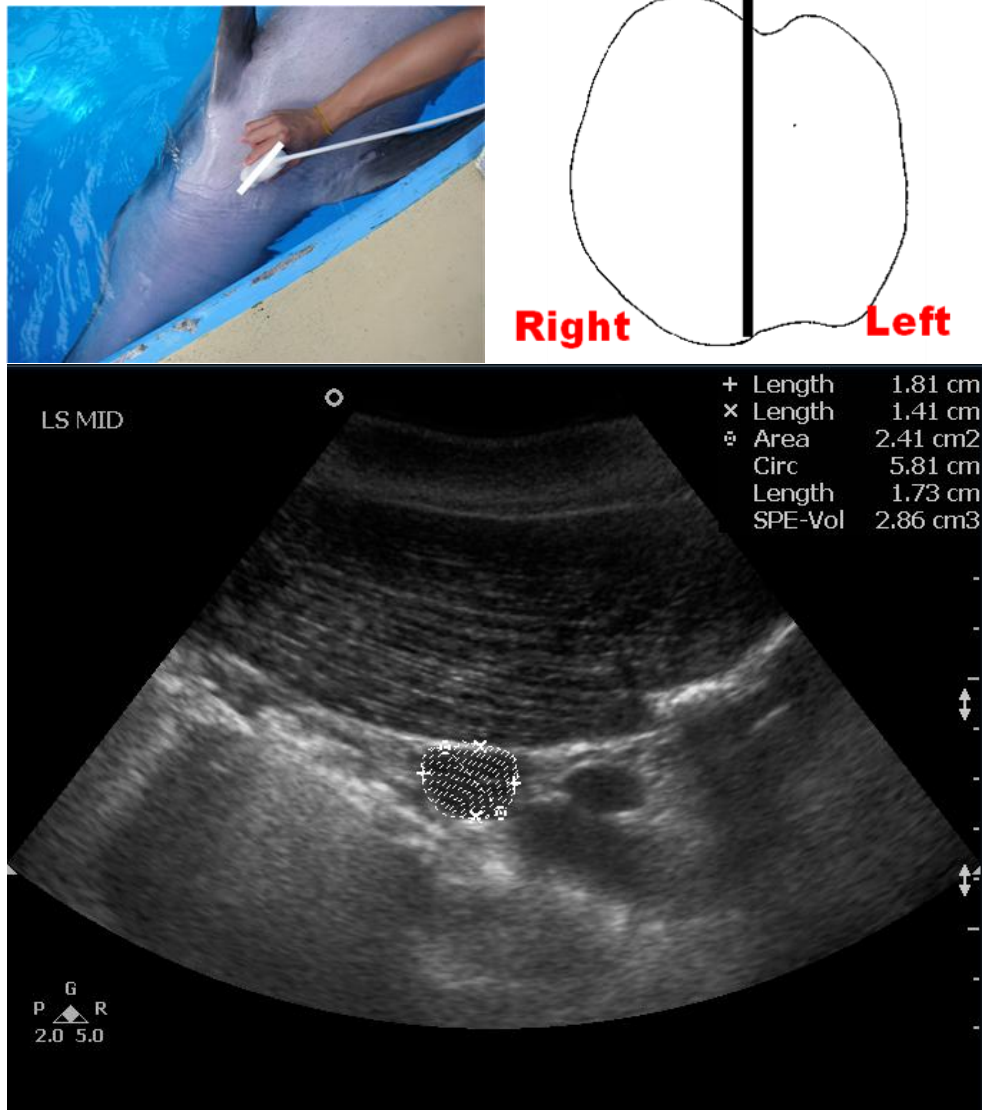 Right
Left
LS MID
+ Length 1.81 cm
× Length 1.41 cm
Area 2.41 cm2
Circ 5.81 cm
Length 1.73 cm
SPE-Vol 2.86 cm3
G
P R
2.0 5.0